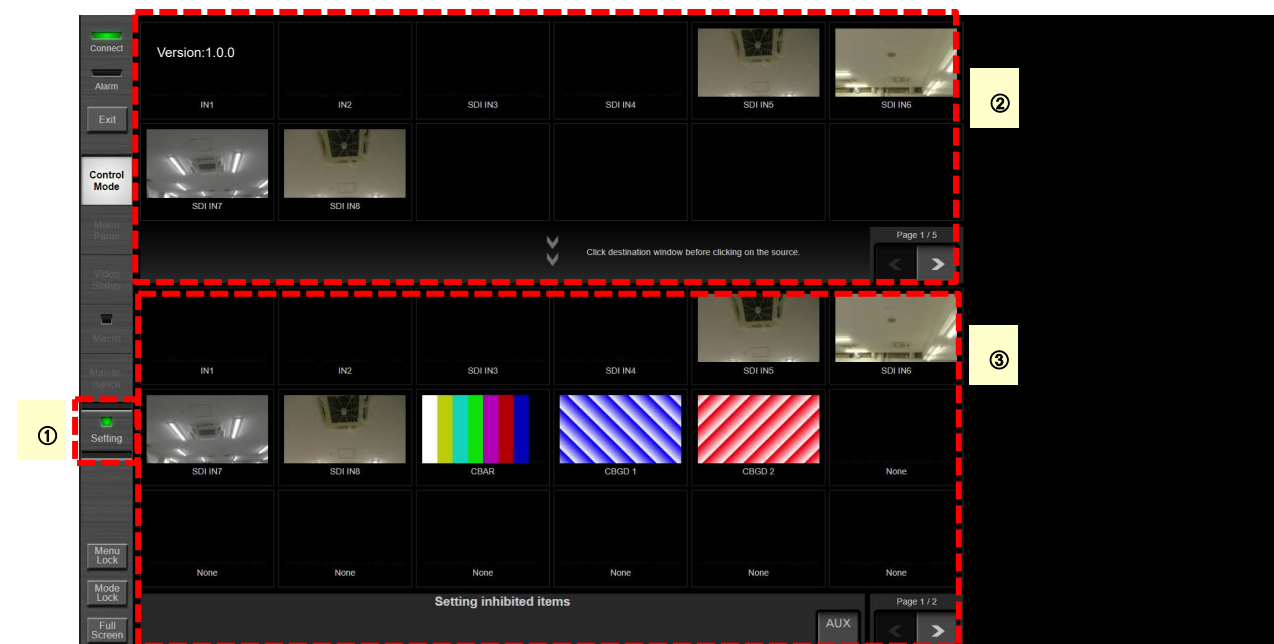 Connect
Alarm
Exit
Control
Mode
Menu
Panel
Video
Status
Macro
Mainte-
nance
①
Setting
Menu
Lock
Mode
Lock
Full
Screen
Version:1.0.0
IN1
IN2
SDI IN3
SDI IN4
SDI IN5
SDI IN6
②
SDI IN7
SDI IN8
Click destination window before clicking on the source.
Page 1 / 5
< >
IN1
IN2
SDI IN3
SDI IN4
SDI IN5
SDI IN6
③
SDI IN7
SDI IN8
CBAR
CBGD 1
CBGD 2
None
None
None
None
None
None
None
Setting inhibited items
AUX
Page 1 / 2
< >